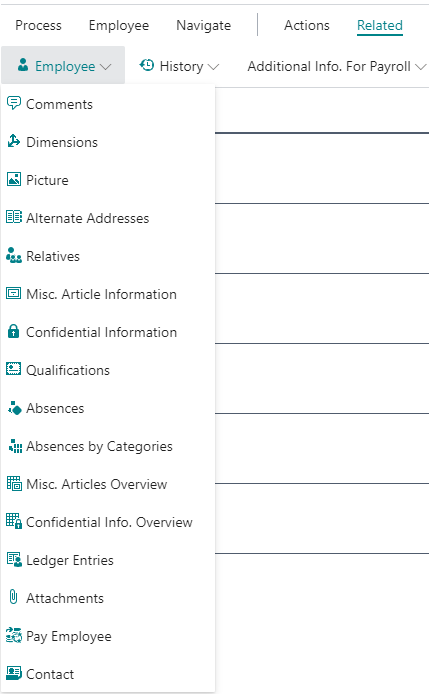 Process Employee Navigate Actions Related
Employee History Additional Info. For Payroll
Comments
Dimensions
Picture
Alternate Addresses
Relatives
Misc. Article Information
Confidential Information
Qualifications
Absences
Absences by Categories
Misc. Articles Overview
Confidential Info. Overview
Ledger Entries
Attachments
Pay Employee
Contact